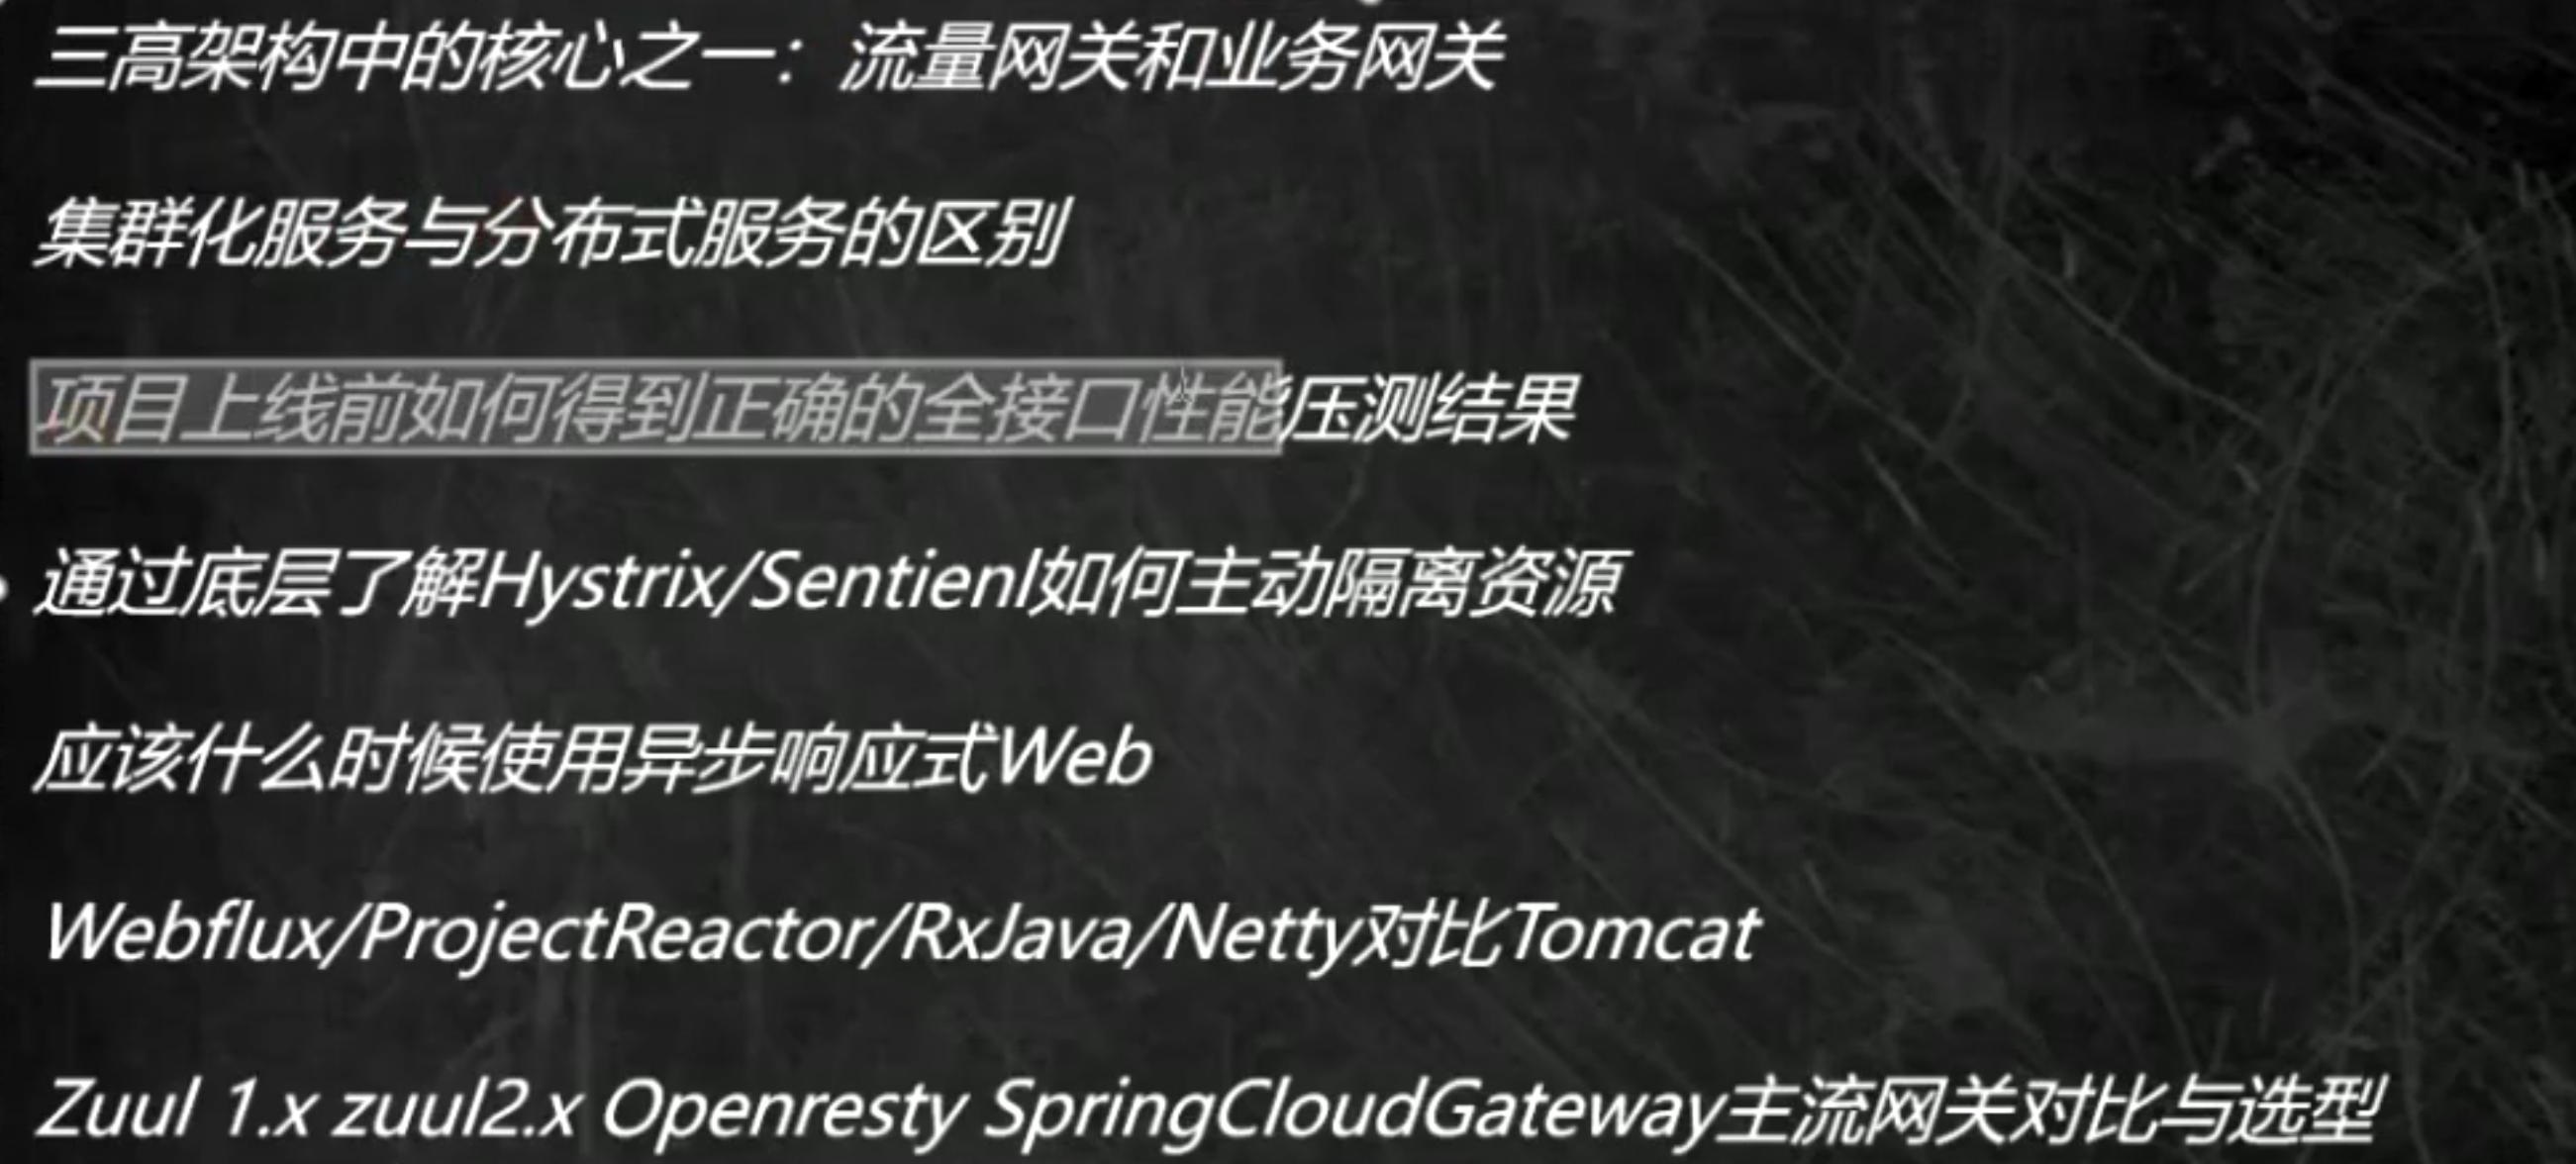 三高架构中的核心之一：流量网关和业务网关
集群化服务与分布式服务的区别
项目上线前如何得到正确的全接口性能压测结果
通过底层了解Hystrix/Sentienl如何主动隔离资源
应该什么时候使用异步响应式Web
Webflux/ProjectReactor/RxJava/Netty对比Tomcat
Zuul 1.x zuul2.x Openresty SpringCloudGateway主流网关对比与选型